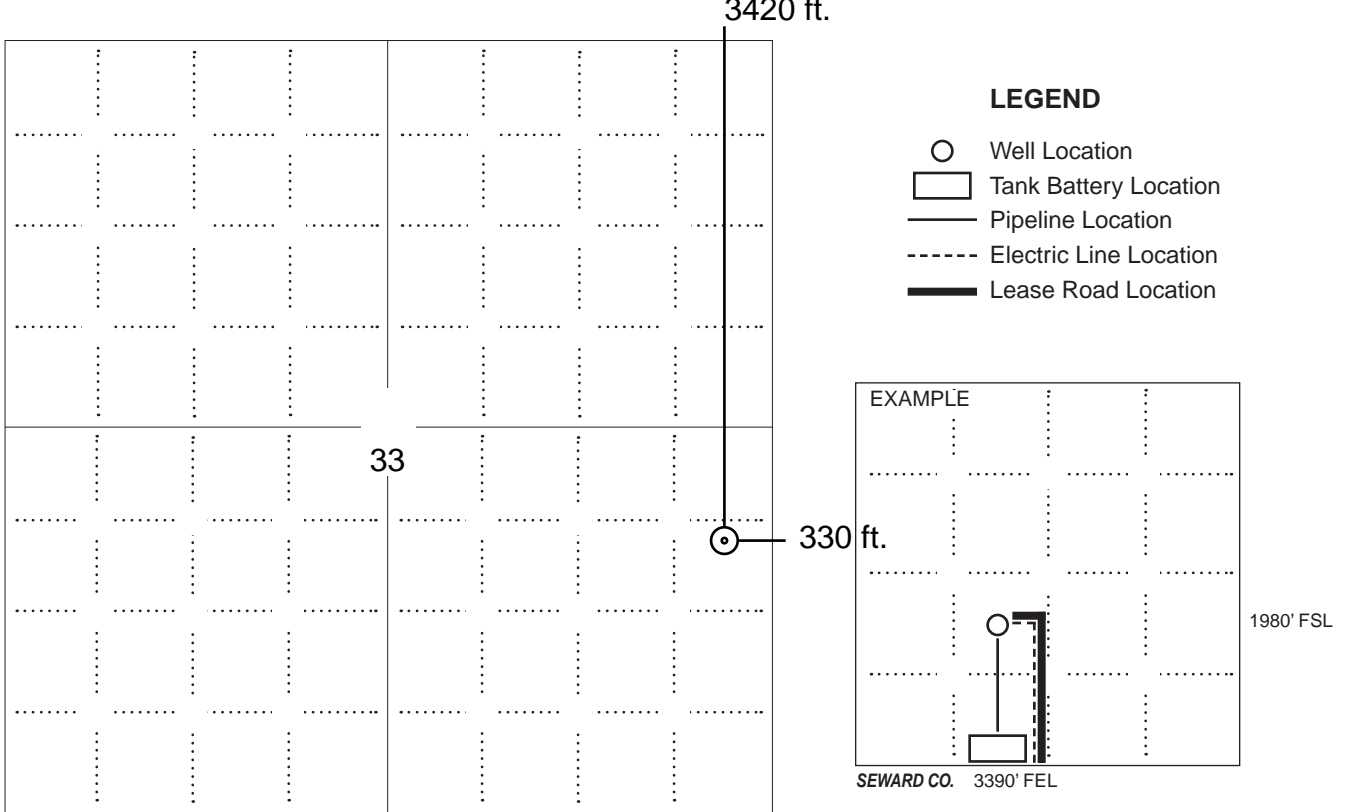 3420 ft.
LEGEND
Well Location
Tank Battery Location
Pipeline Location
Electric Line Location
Lease Road Location
EXAMPLE
33
330 ft.
1980' FSL
SEWARD CO. 3390' FEL